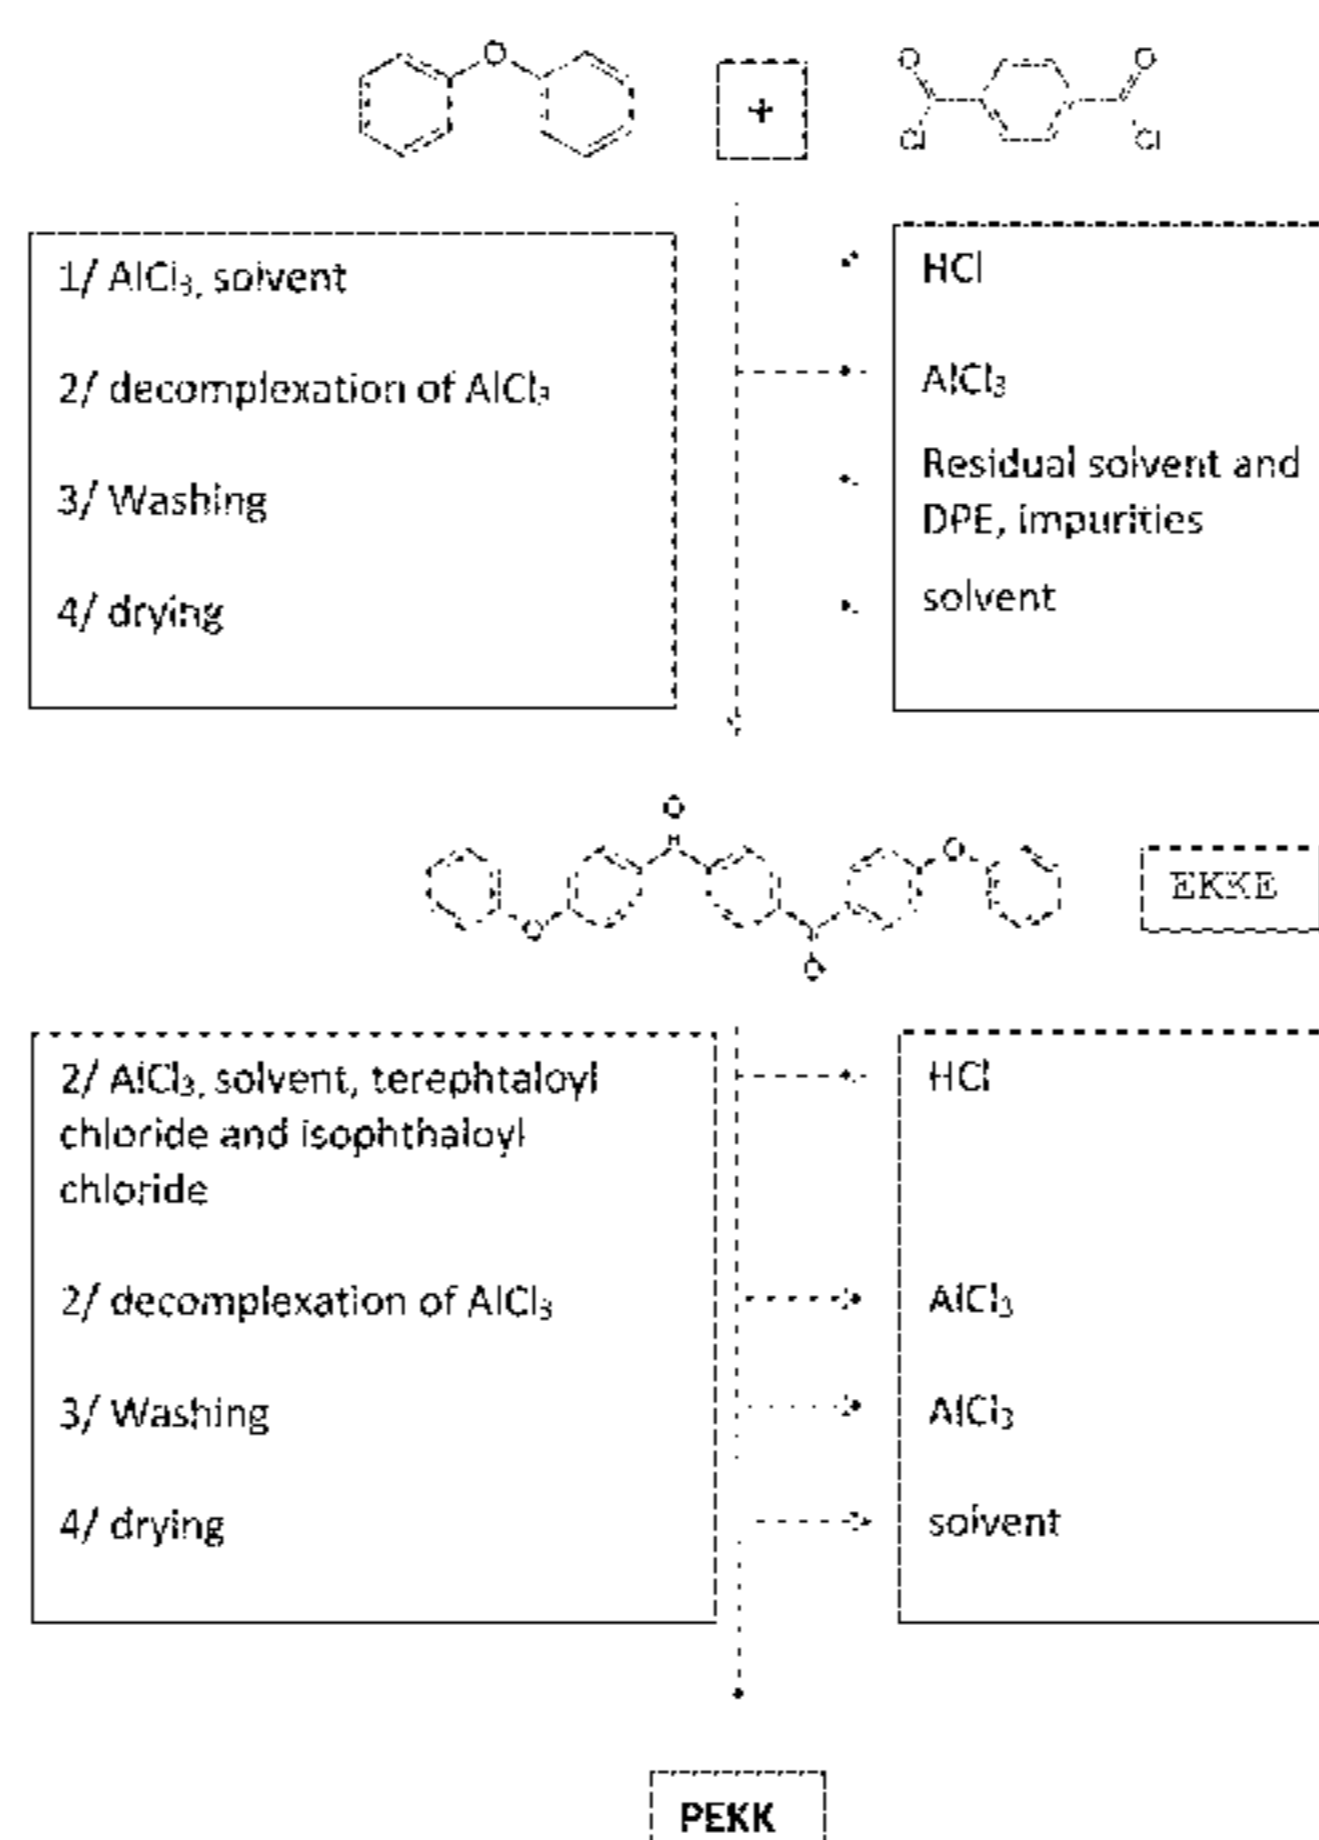 O
+
O
O
Cl
Cl
1/ AlCl₃, solvent
2/ decomplexation of AlCl₃
3/ Washing
4/ drying
HCl
AlCl₃
Residual solvent and
DPE, impurities
solvent
O
O
O
O
EKKE
2/ AlCl₃, solvent, terephtaloyl
chloride and isophthaloyl
chloride
2/ decomplexation of AlCl₃
3/ Washing
4/ drying
HCl
AlCl₃
AlCl₃
solvent
PEKK